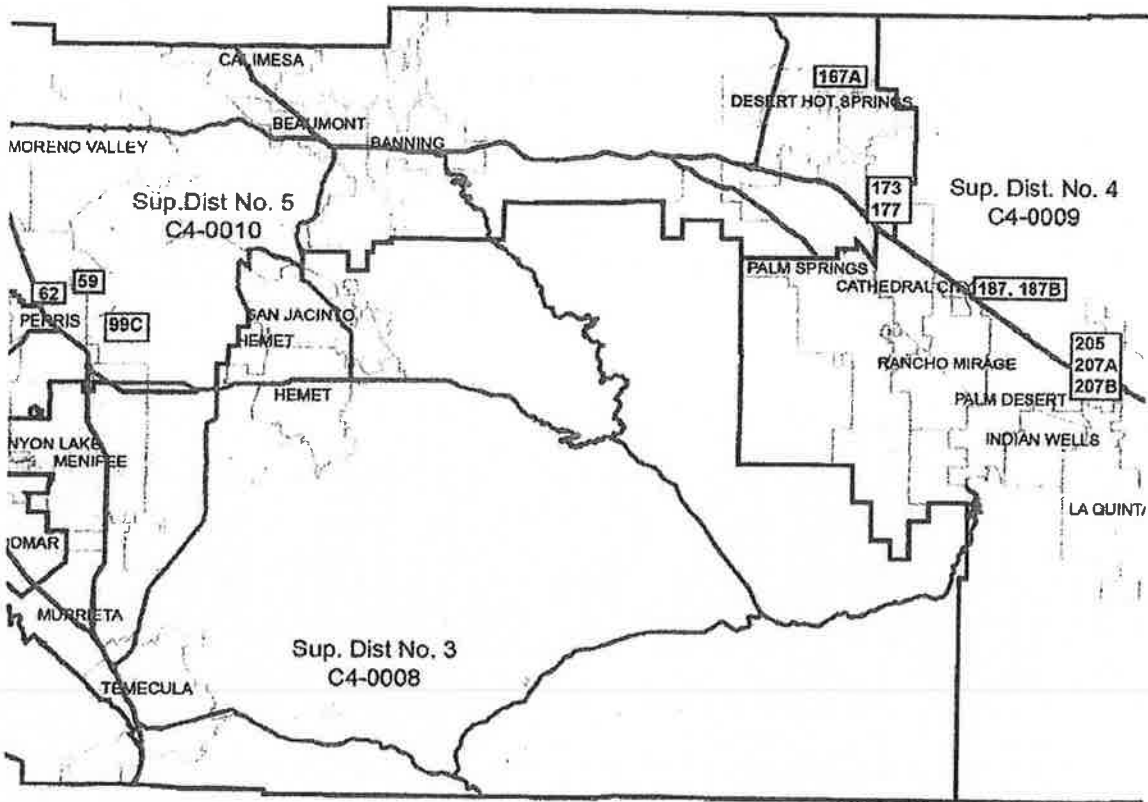 CALIMESA
167A
DESERT HOT SPRINGS
BEAUMONT
MORENO VALLEY
BANNING
Sup.Dist No. 5
C4-0010
173
177
Sup. Dist. No. 4
C4-0009
PALM SPRINGS
CATHEDRAL CITY
187, 187B
62
59
PERRIS
99C
SAN JACINTO
HEMET
HEMET
205
207A
207B
RANCHO MIRAGE
PALM DESERT
INDIAN WELLS
NYON LAKE
MENIFEE
LA QUINTA
OMAR
MURRIETA
Sup. Dist No. 3
C4-0008
TEMECULA